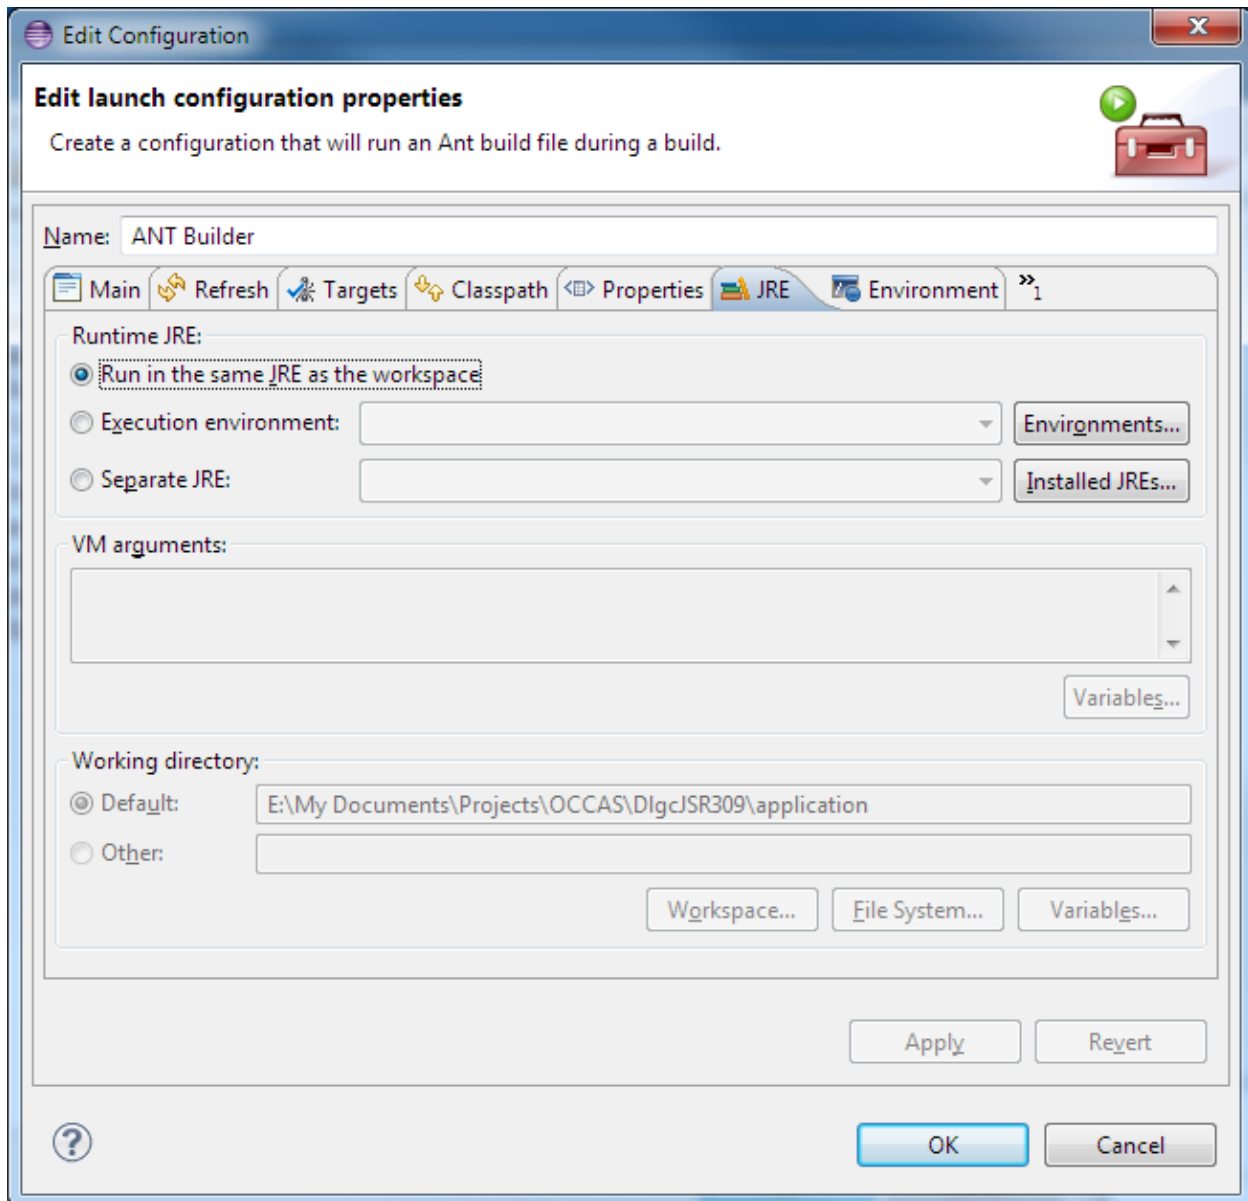 Edit Configuration
Edit launch configuration properties
Create a configuration that will run an Ant build file during a build.
Name: ANT Builder
Main Refresh Targets Classpath Properties JRE Environment »1
Runtime JRE:
Run in the same JRE as the workspace
Execution environment: Environments...
Separate JRE: Installed JREs...
VM arguments:
Variables...
Working directory:
Default: E:\My Documents\Projects\OCCAS\DlgcJSR309\application
Other:
Workspace... File System... Variables...
Apply Revert
? OK Cancel